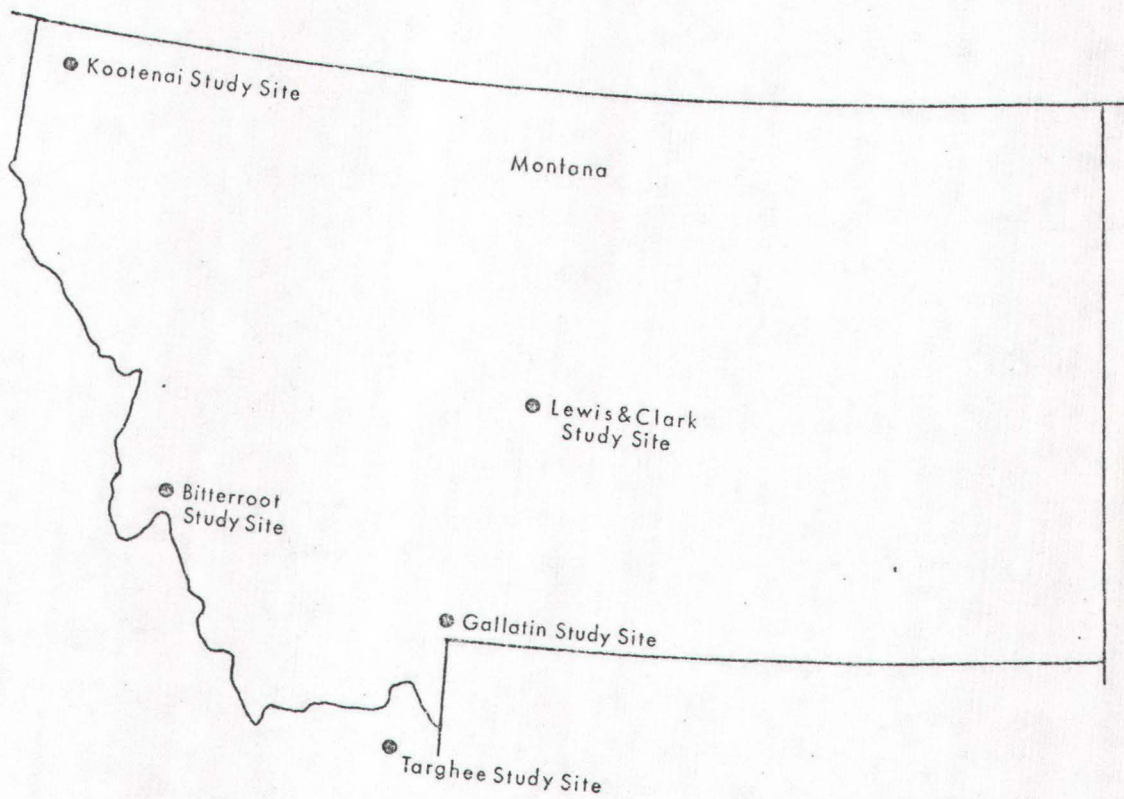 Kootenai Study Site
Montana
Lewis & Clark
Study Site
Bitterroot
Study Site
Gallatin Study Site
Targhee Study Site